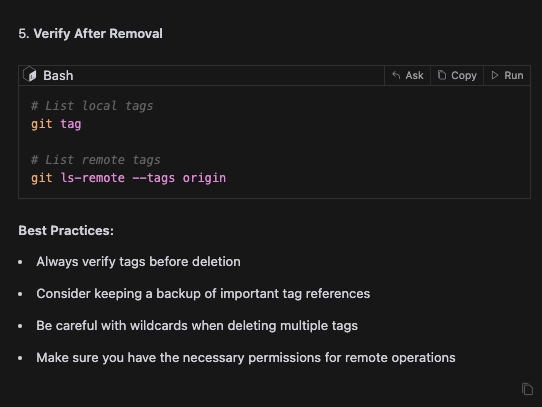 5. Verify After Removal
Bash
Ask
Copy
Run
# List local tags
git tag
# List remote tags
git ls-remote --tags origin
Best Practices:
• Always verify tags before deletion
• Consider keeping a backup of important tag references
• Be careful with wildcards when deleting multiple tags
• Make sure you have the necessary permissions for remote operations